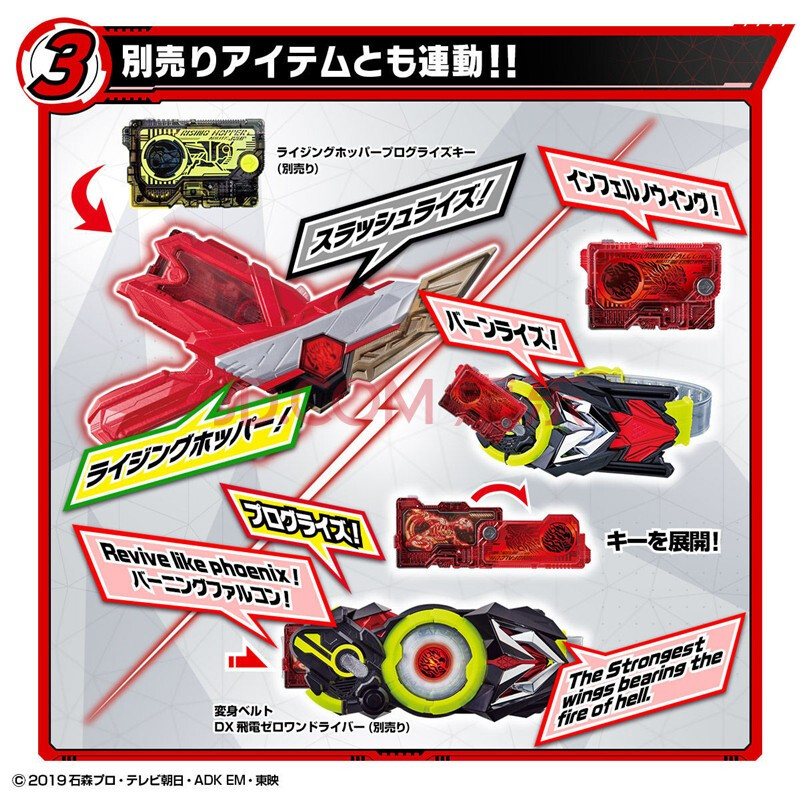 3 別売りアイテムとも連動!!
RISING HOPPER
ライジングホッパープログライズキー
(別売り)
インフェルノウィング!
スラッシュライズ!
バーンライズ!
JD.COM
ライジングホッパー!
プログライズ!
キーを展開!
Revive like phoenix!
バーニングファルコン!
The Strongest
wings bearing the
fire of hell.
変身ベルト
DX 飛電ゼロワンドライバー (別売り)
©2019 石森プロ・テレビ朝日・ADK EM・東映